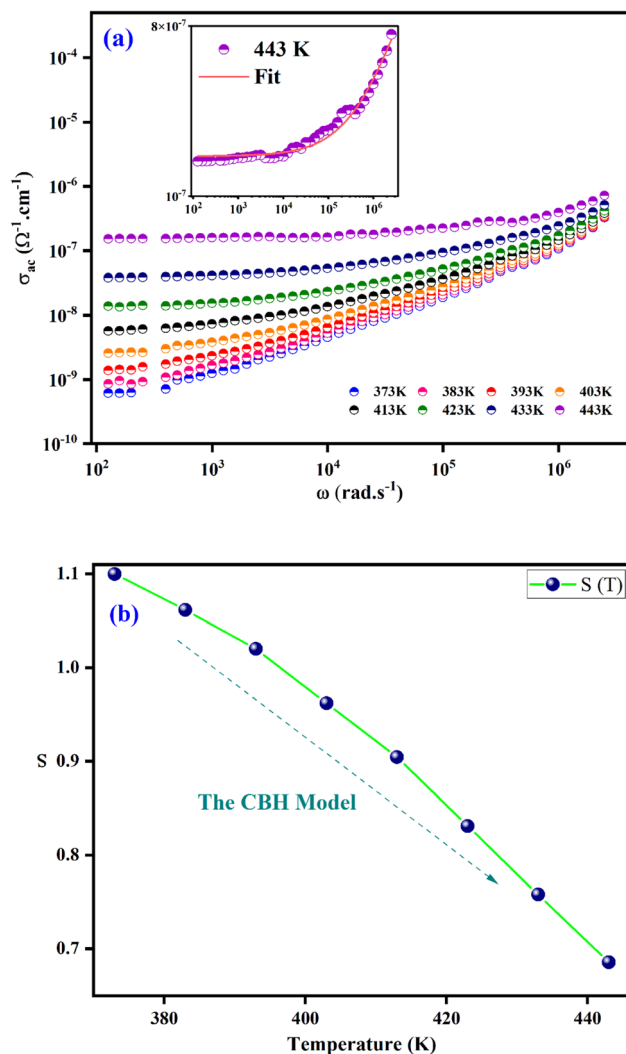 (a)
8×10⁻⁷
443 K
Fit
10⁻⁷
10² 10³ 10⁴ 10⁵ 10⁶
σac (Ω⁻¹.cm⁻¹)
10⁻⁴
10⁻⁵
10⁻⁶
10⁻⁷
10⁻⁸
10⁻⁹
10⁻¹⁰
373K 383K 393K 403K
413K 423K 433K 443K
10² 10³ 10⁴ 10⁵ 10⁶
ω (rad.s⁻¹)
(b)
S (T)
1.1
1.0
0.9
0.8
0.7
S
The CBH Model
380 400 420 440
Temperature (K)